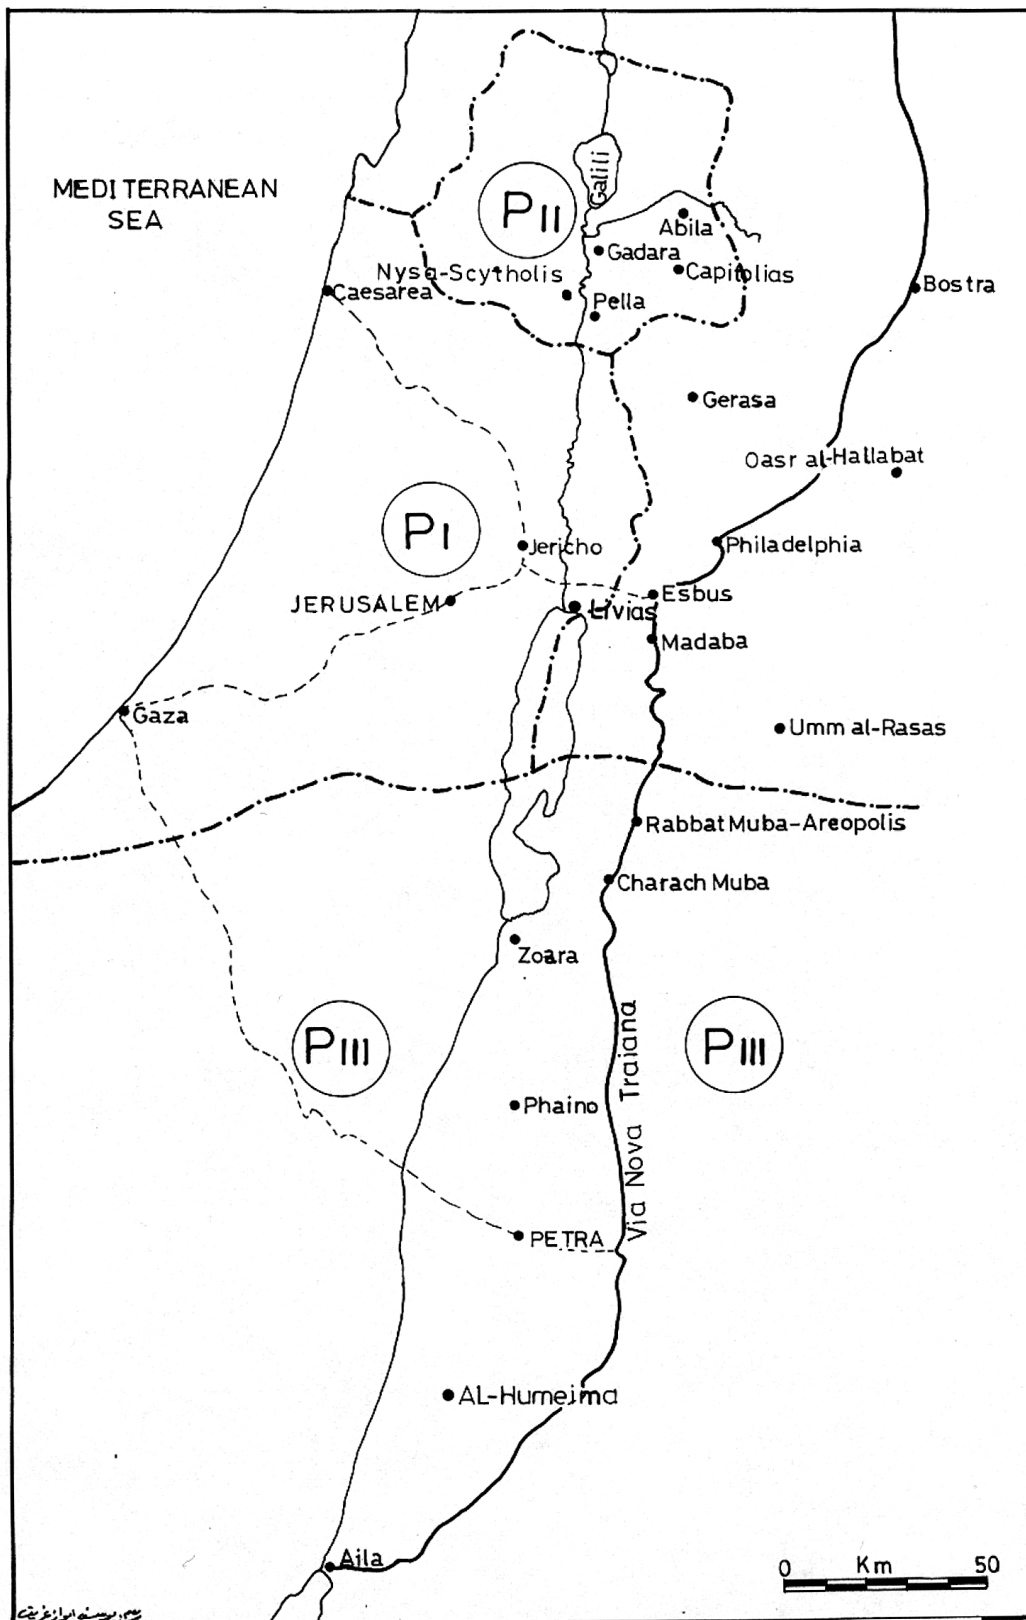 MEDITERRANEAN
SEA
Galili
PII
Abila
Gadara
Capitolias
Nysa-Scytholis
Caesarea
Pella
Bostra
Gerasa
Oasr al-Hallabat
PI
Jericho
Philadelphia
JERUSALEM
Esbus
Livias
Madaba
Gaza
Umm al-Rasas
Rabbat Muba-Areopolis
Charach Muba
Zoara
PIII
PIII
Via Nova Traiana
Phaino
PETRA
AL-Humeima
Aila
0 Km 50